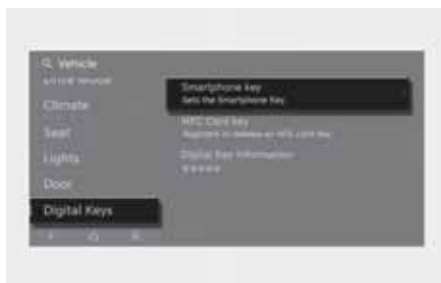 Vehicle
Climate
Seat
Lights
Door
Digital Keys
Smartphone key
Sets the Smartphone Key.
NFC Card key
Digital Key Information